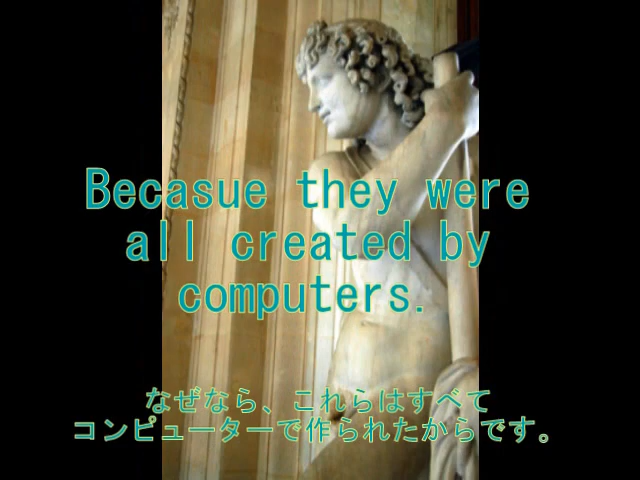 Becasue they were
all created by
computers.
なぜなら、これらはすべて
コンピューターで作られたからです。